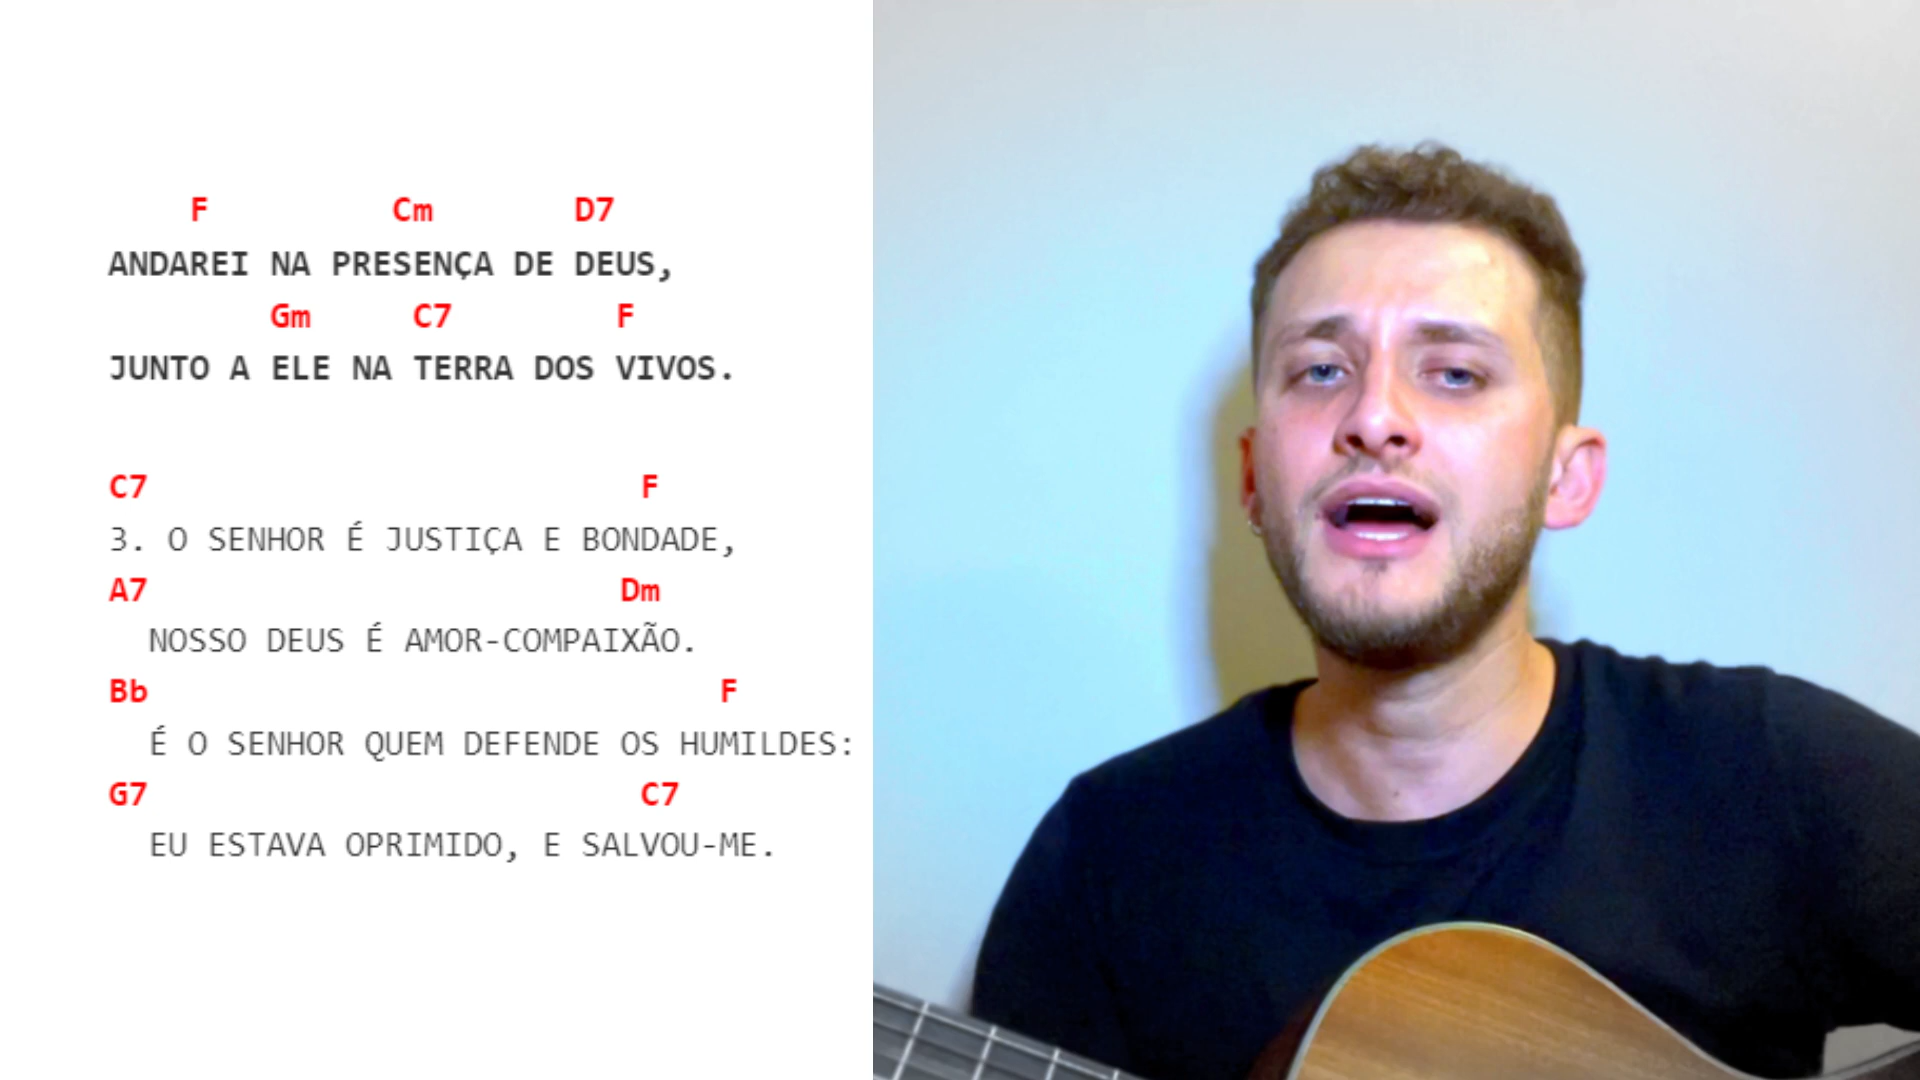 F Cm D7
ANDAREI NA PRESENÇA DE DEUS,
Gm C7 F
JUNTO A ELE NA TERRA DOS VIVOS.
C7 F
3. O SENHOR É JUSTIÇA E BONDADE,
A7 Dm
NOSSO DEUS É AMOR-COMPAIXÃO.
Bb F
É O SENHOR QUEM DEFENDE OS HUMILDES:
G7 C7
EU ESTAVA OPRIMIDO, E SALVOU-ME.